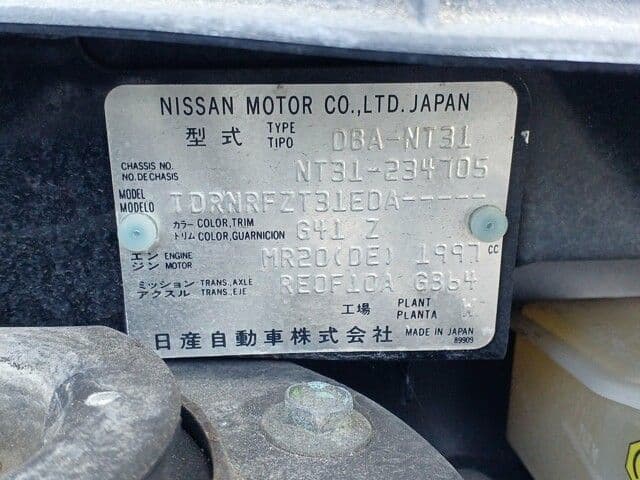 NISSAN MOTOR CO.,LTD. JAPAN
型式 TYPE TIPO DBA-NT31
CHASSIS NO. NO. DE CHASIS NT31-234705
MODEL MODELO TDRNRFZT31EDA-----
カラー COLOR,TRIM トリム COLOR,GUARNICION G41 Z
エンジン ENGINE MOTOR MR20(DE) 1997 CC
ミッション TRANS.,AXLE アクスル TRANS.,EJE RE0F10A GB64
工場 PLANT PLANTA W
日産自動車株式会社 MADE IN JAPAN
89909